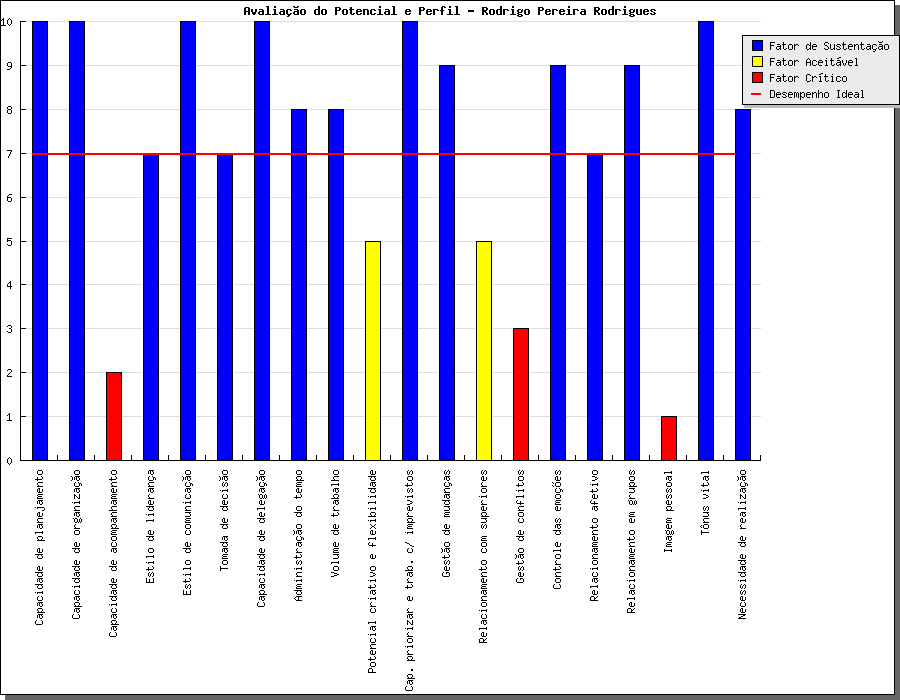 Avaliação do Potencial e Perfil - Rodrigo Pereira Rodrigues
Fator de Sustentação
Fator Aceitável
Fator Crítico
Desempenho Ideal
10
9
8
7
6
5
4
3
2
1
0
Capacidade de planejamento
Capacidade de organização
Capacidade de acompanhamento
Estilo de liderança
Estilo de comunicação
Tomada de decisão
Capacidade de delegação
Administração do tempo
Volume de trabalho
Potencial criativo e flexibilidade
Cap. priorizar e trab. c/ imprevistos
Gestão de mudanças
Relacionamento com superiores
Gestão de conflitos
Controle das emoções
Relacionamento afetivo
Relacionamento em grupos
Imagem pessoal
Tônus vital
Necessidade de realização